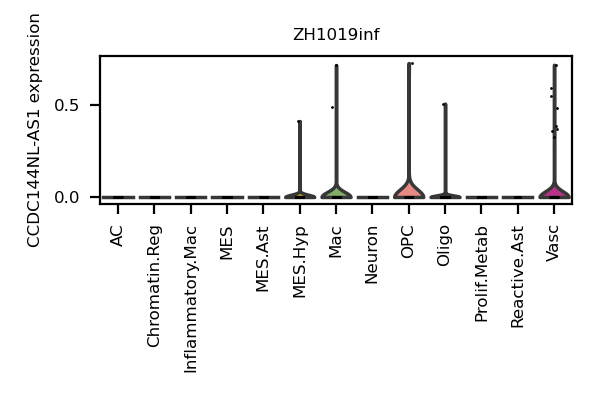 ZH1019inf
CCDC144NL-AS1 expression
0.5
0.0
AC
Chromatin.Reg
Inflammatory.Mac
MES
MES.Ast
MES.Hyp
Mac
Neuron
OPC
Oligo
Prolif.Metab
Reactive.Ast
Vasc